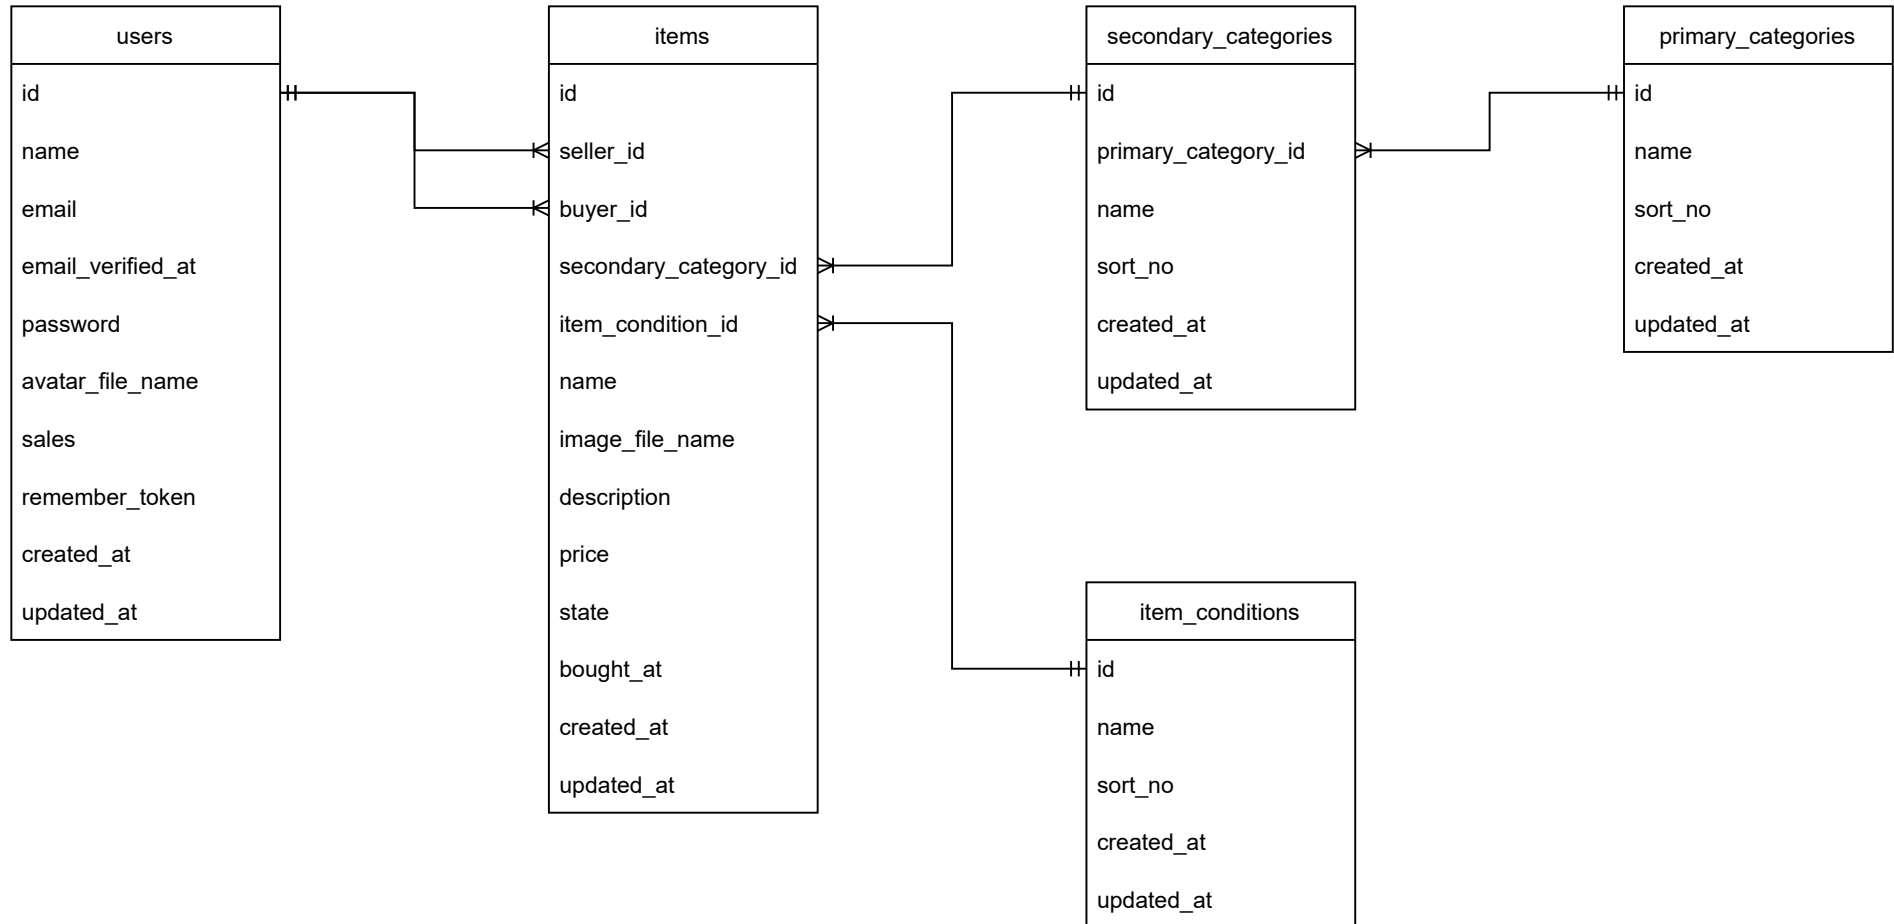 users
id
name
email
email_verified_at
password
avatar_file_name
sales
remember_token
created_at
updated_at
items
id
seller_id
buyer_id
secondary_category_id
item_condition_id
name
image_file_name
description
price
state
bought_at
created_at
updated_at
secondary_categories
id
primary_category_id
name
sort_no
created_at
updated_at
primary_categories
id
name
sort_no
created_at
updated_at
item_conditions
id
name
sort_no
created_at
updated_at